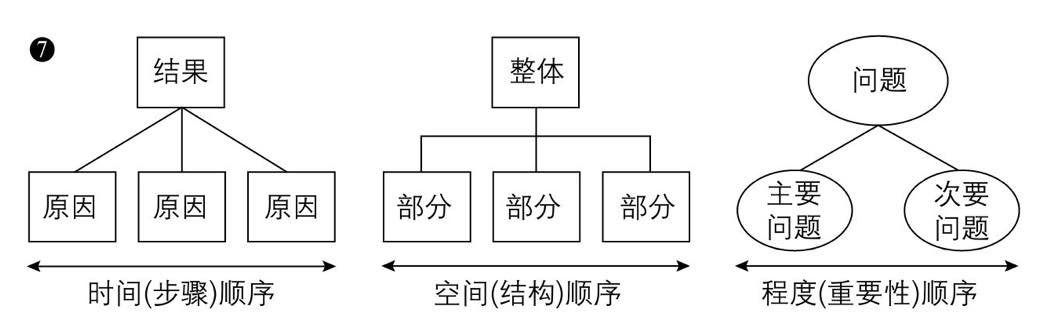 ❼
结果
原因
原因
原因
时间(步骤)顺序
整体
部分
部分
部分
空间(结构)顺序
问题
主要
问题
次要
问题
程度(重要性)顺序